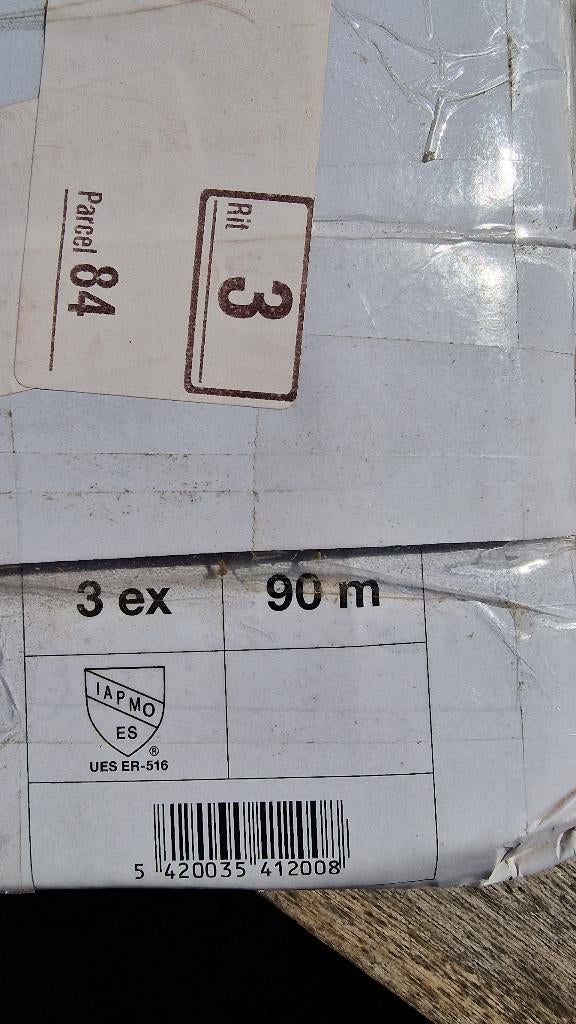 Rit
3
Parcel 84
3 ex
90 m
IAPMO
ES
®
UES ER-516
5 420035 412008